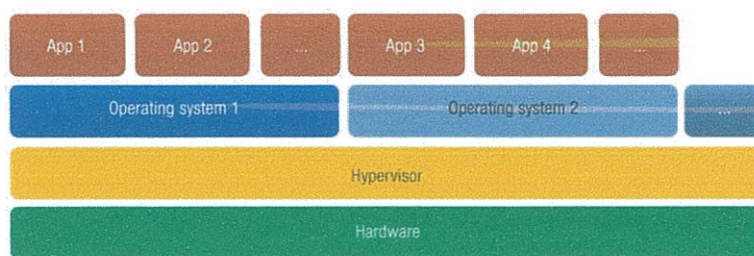 App 1 App 2 ... App 3 App 4 ...
Operating system 1 Operating system 2 ...
Hypervisor
Hardware